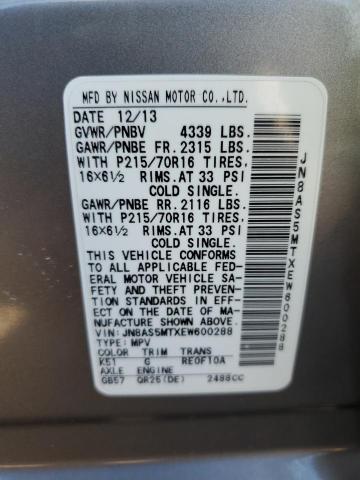 MFD BY NISSAN MOTOR CO.,LTD.
DATE 12/13
GVWR/PNBV 4339 LBS.
GAWR/PNBE FR.2315 LBS.
WITH P215/70R16 TIRES.
16X6½ RIMS.AT 33 PSI
COLD SINGLE.
GAWR/PNBE RR.2116 LBS.
WITH P215/70R16 TIRES.
16X6½ RIMS.AT 33 PSI
COLD SINGLE.
THIS VEHICLE CONFORMS
TO ALL APPLICABLE FED-
ERAL MOTOR VEHICLE SA-
FETY AND THEFT PREVEN-
TION STANDARDS IN EFF-
ECT ON THE DATE OF MA-
NUFACTURE SHOWN ABOVE.
VIN:JN8AS5MTXEW600288
TYPE:MPV
COLOR TRIM TRANS
K51 G RE0F10A
AXLE ENGINE
GB57 QR25(DE) 2488CC
JN8AS5MTXEW600288